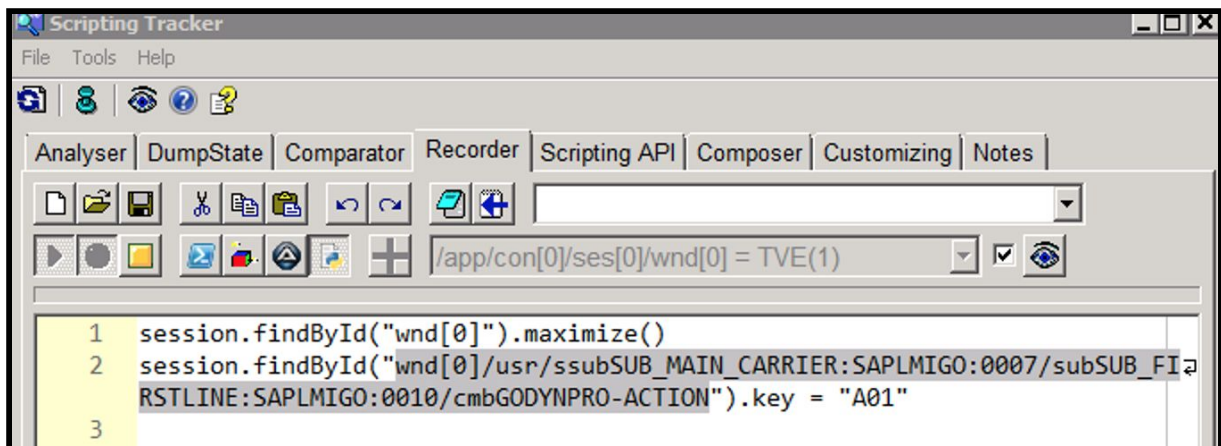 Scripting Tracker
File Tools Help
Analyser DumpState Comparator Recorder Scripting API Composer Customizing Notes
/app/con[0]/ses[0]/wnd[0] = TVE(1)
1 session.findById("wnd[0]").maximize()
2 session.findById("wnd[0]/usr/ssubSUB_MAIN_CARRIER:SAPLMIGO:0007/subSUB_FI
RSTLINE:SAPLMIGO:0010/cmbGODYNPRO-ACTION").key = "A01"
3